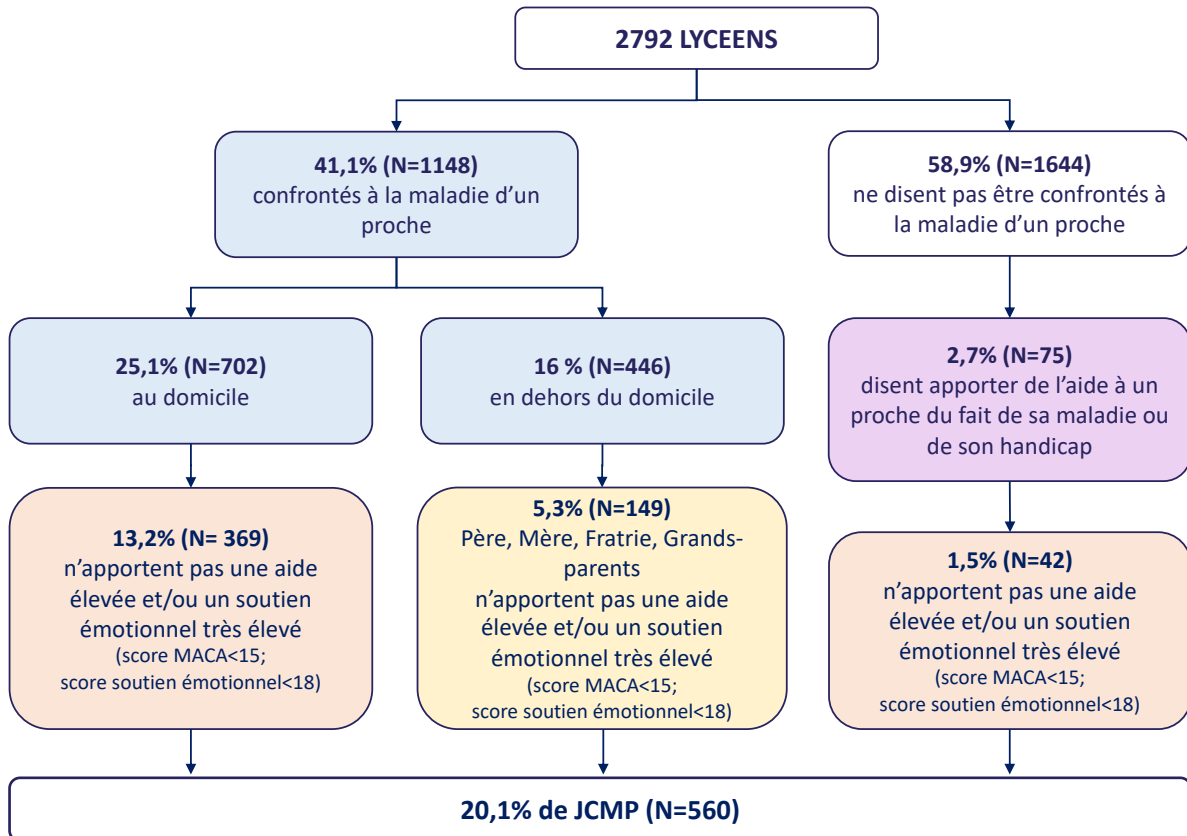 2792 LYCEENS
41,1% (N=1148)
confrontés à la maladie d'un
proche
58,9% (N=1644)
ne disent pas être confrontés à
la maladie d'un proche
25,1% (N=702)
au domicile
16 % (N=446)
en dehors du domicile
2,7% (N=75)
disent apporter de l'aide à un
proche du fait de sa maladie ou
de son handicap
13,2% (N= 369)
n'apportent pas une aide
élevée et/ou un soutien
émotionnel très élevé
(score MACA<15;
score soutien émotionnel<18)
5,3% (N=149)
Père, Mère, Fratrie, Grands-
parents
n'apportent pas une aide
élevée et/ou un soutien
émotionnel très élevé
(score MACA<15;
score soutien émotionnel<18)
1,5% (N=42)
n'apportent pas une aide
élevée et/ou un soutien
émotionnel très élevé
(score MACA<15;
score soutien émotionnel<18)
20,1% de JCMP (N=560)